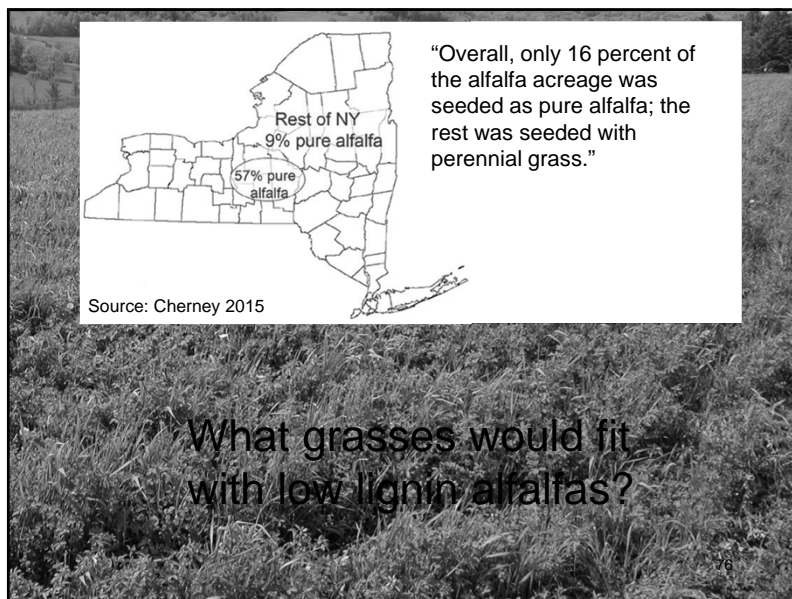 “Overall, only 16 percent of
the alfalfa acreage was
seeded as pure alfalfa; the
rest was seeded with
perennial grass.”
Rest of NY
9% pure alfalfa
57% pure
alfalfa
Source: Cherney 2015
What grasses would fit
with low lignin alfalfas?
76